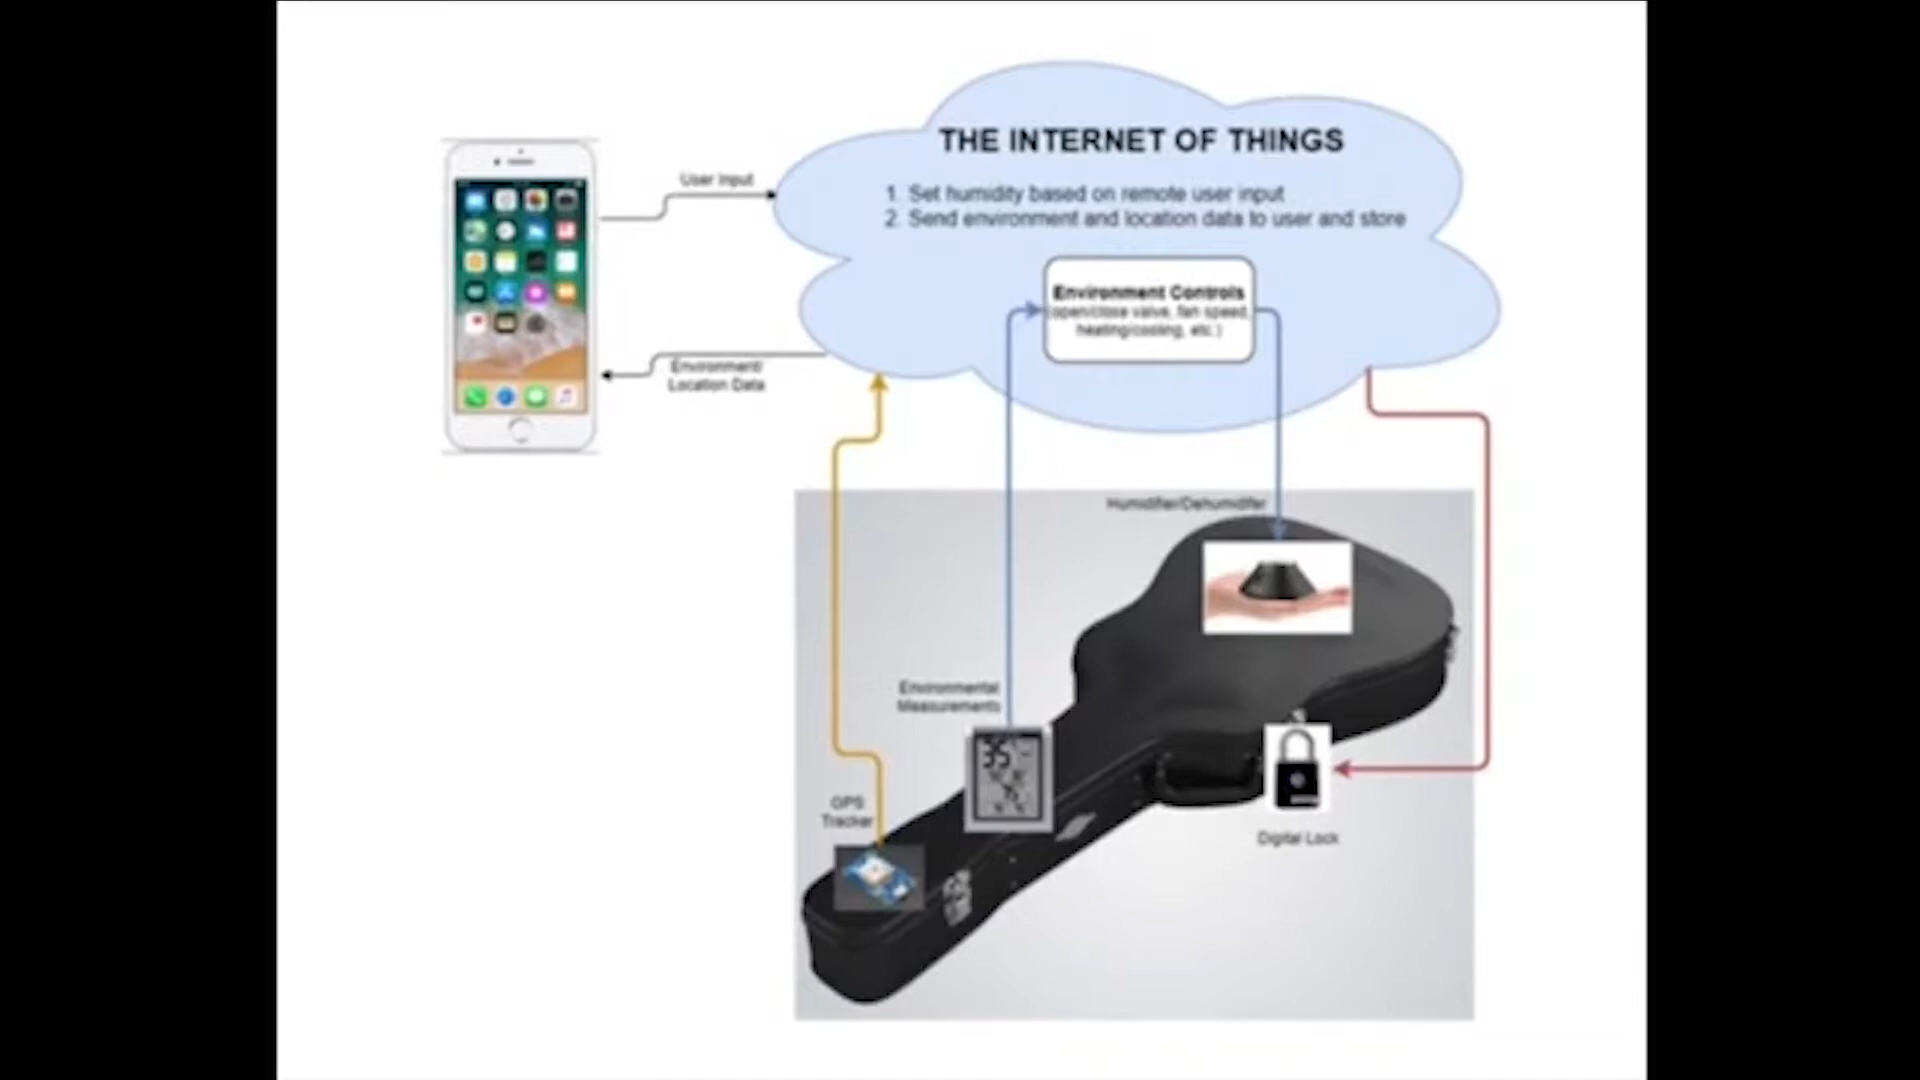 THE INTERNET OF THINGS
1. Set humidity based on remote user input
2. Send environment and location data to user and store
User Input
Environment Controls
(open/close valve, fan speed,
heating/cooling, etc.)
Environment/
Location Data
Humidifier/Dehumidifer
Environmental
Measurements
35
GPS
Tracker
Digital Lock